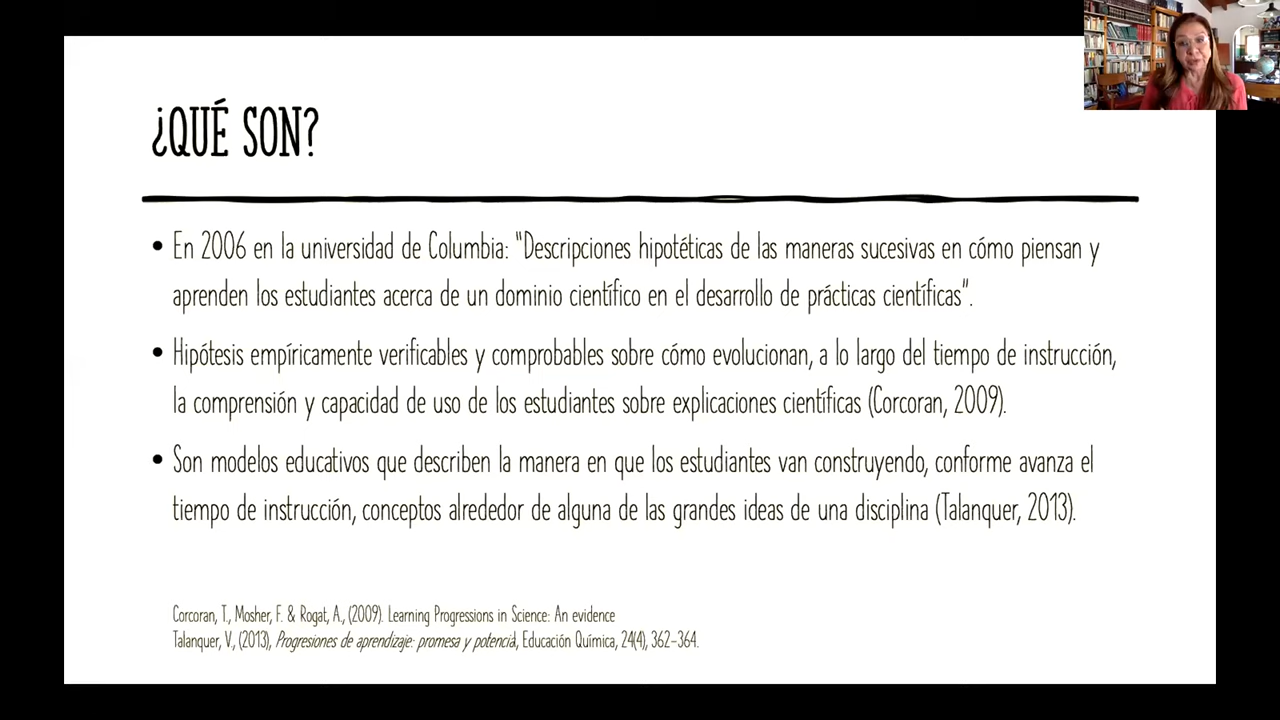 ¿QUÉ SON?
• En 2006 en la universidad de Columbia: "Descripciones hipotéticas de las maneras sucesivas en cómo piensan y
aprenden los estudiantes acerca de un dominio científico en el desarrollo de prácticas científicas".
• Hipótesis empíricamente verificables y comprobables sobre cómo evolucionan, a lo largo del tiempo de instrucción,
la comprensión y capacidad de uso de los estudiantes sobre explicaciones científicas (Corcoran, 2009).
• Son modelos educativos que describen la manera en que los estudiantes van construyendo, conforme avanza el
tiempo de instrucción, conceptos alrededor de alguna de las grandes ideas de una disciplina (Talanquer, 2013).
Corcoran, T., Mosher, F. & Rogat, A., (2009). Learning Progressions in Science: An evidence
Talanquer, V., (2013), Progresiones de aprendizaje: promesa y potencial, Educación Química, 24(4), 362-364.